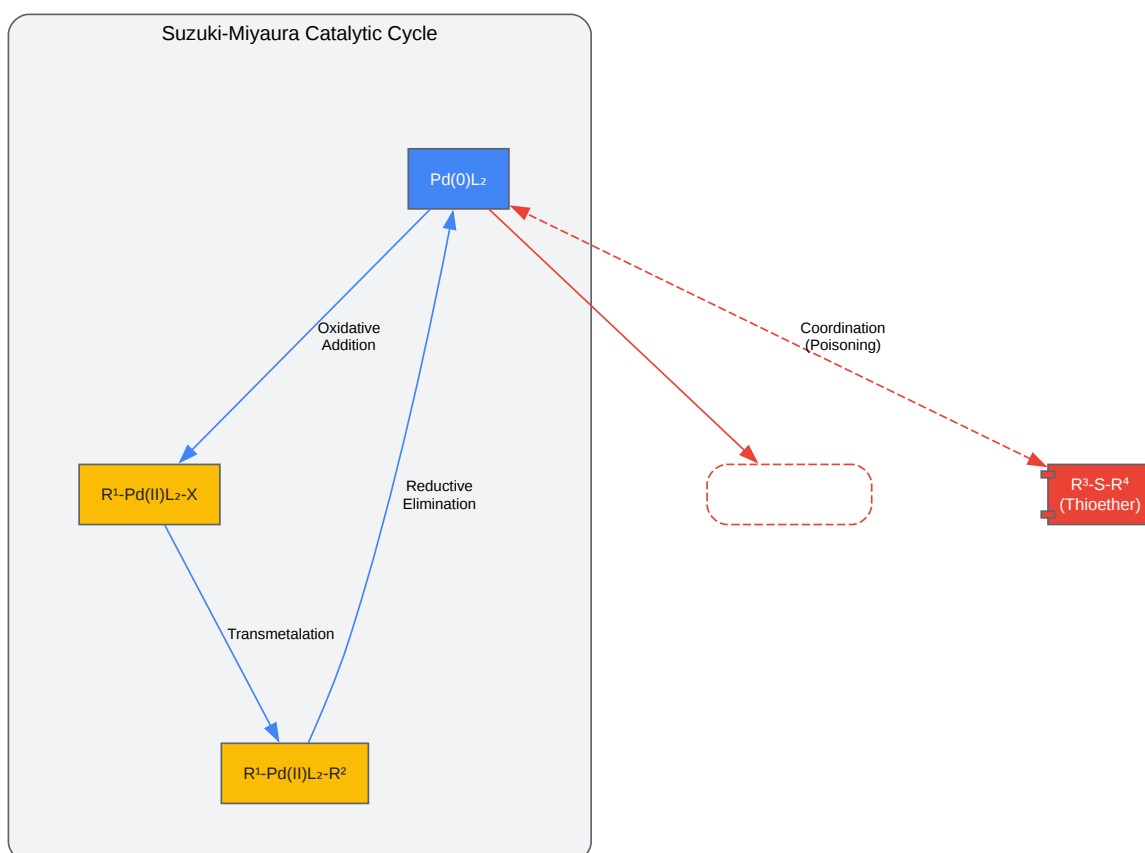 Suzuki-Miyaura Catalytic Cycle
Pd(0)L₂
Oxidative
Addition
Coordination
(Poisoning)
R¹-Pd(II)L₂-X
Reductive
Elimination
R³-S-R⁴
(Thioether)
Transmetalation
R¹-Pd(II)L₂-R²